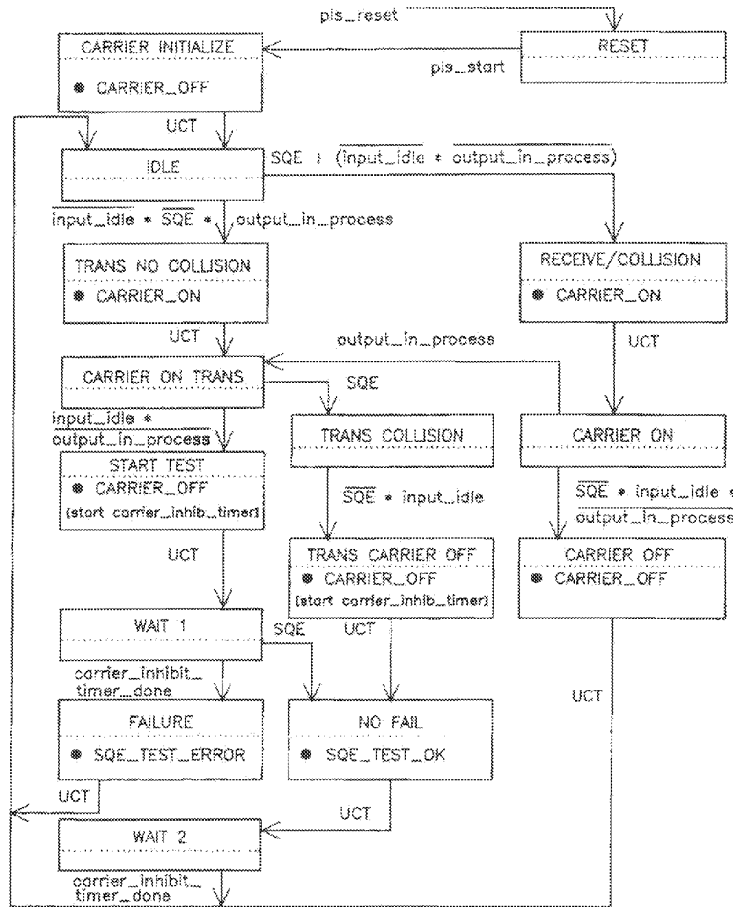 pls_reset
CARRIER INITIALIZE
RESET
pls_start
● CARRIER_OFF
UCT
IDLE
SQE + (input_idle * output_in_process)
input_idle * SQE * output_in_process
TRANS NO COLLISION
● CARRIER_ON
RECEIVE/COLLISION
● CARRIER_ON
UCT
output_in_process
UCT
CARRIER ON TRANS
SQE
input_idle *
output_in_process
TRANS COLLISION
CARRIER ON
START TEST
● CARRIER_OFF
[start carrier_inhib_timer]
SQE * input_idle
SQE * input_idle *
output_in_process
UCT
TRANS CARRIER OFF
● CARRIER_OFF
[start carrier_inhib_timer]
CARRIER OFF
● CARRIER_OFF
WAIT 1
SQE
UCT
carrier_inhibit_
timer_done
UCT
FAILURE
● SQE_TEST_ERROR
NO FAIL
● SQE_TEST_OK
UCT
UCT
WAIT 2
carrier_inhibit_
timer_done